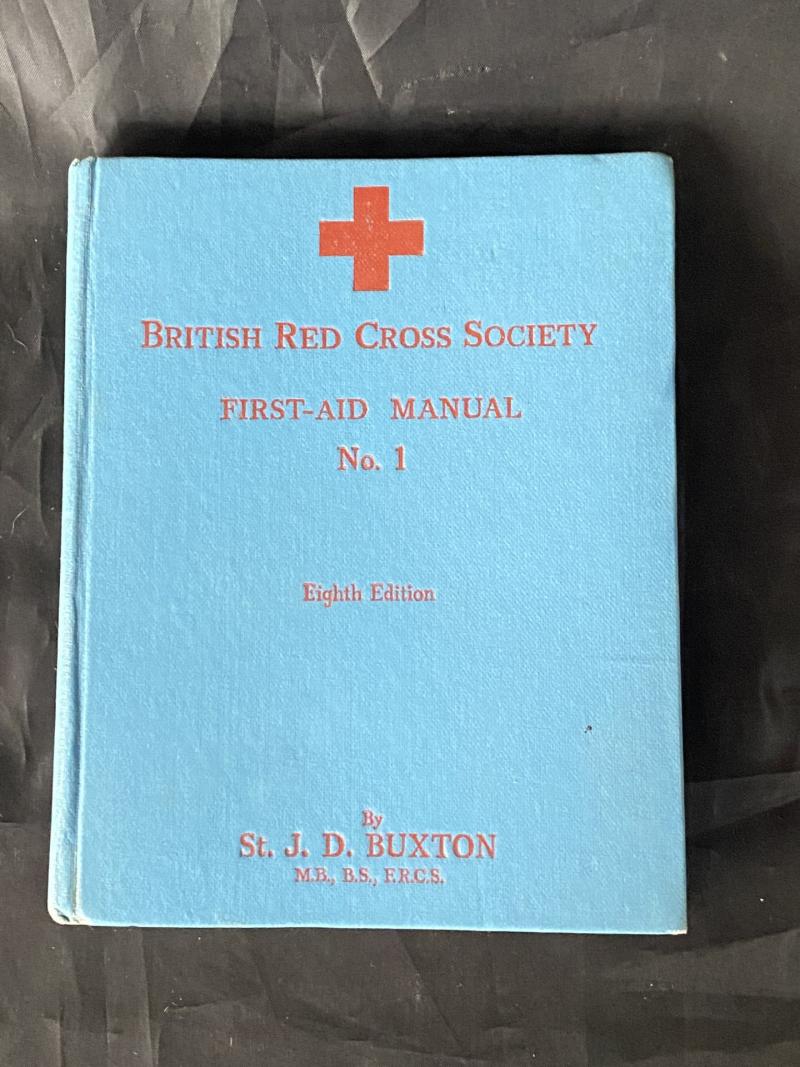 BRITISH RED CROSS SOCIETY
FIRST-AID MANUAL
No. 1
Eighth Edition
By
St. J. D. BUXTON
M.B., B.S., F.R.C.S.